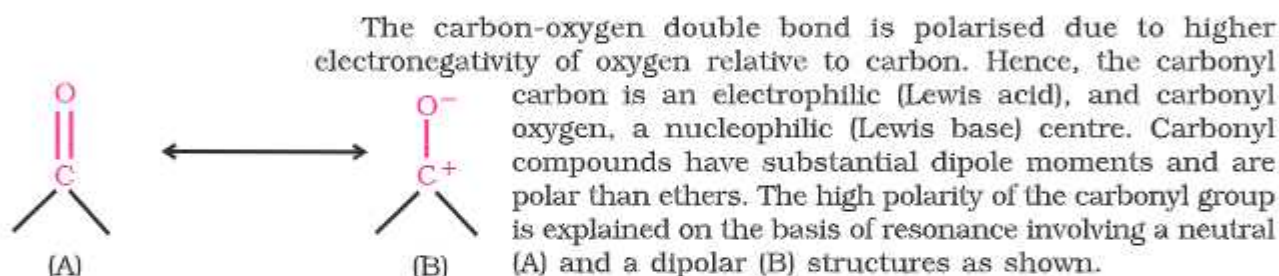 The carbon-oxygen double bond is polarised due to higher
electronegativity of oxygen relative to carbon. Hence, the carbonyl
carbon is an electrophilic (Lewis acid), and carbonyl
oxygen, a nucleophilic (Lewis base) centre. Carbonyl
compounds have substantial dipole moments and are
polar than ethers. The high polarity of the carbonyl group
is explained on the basis of resonance involving a neutral
(A) and a dipolar (B) structures as shown.
O
C
(A)
O−
C+
(B)